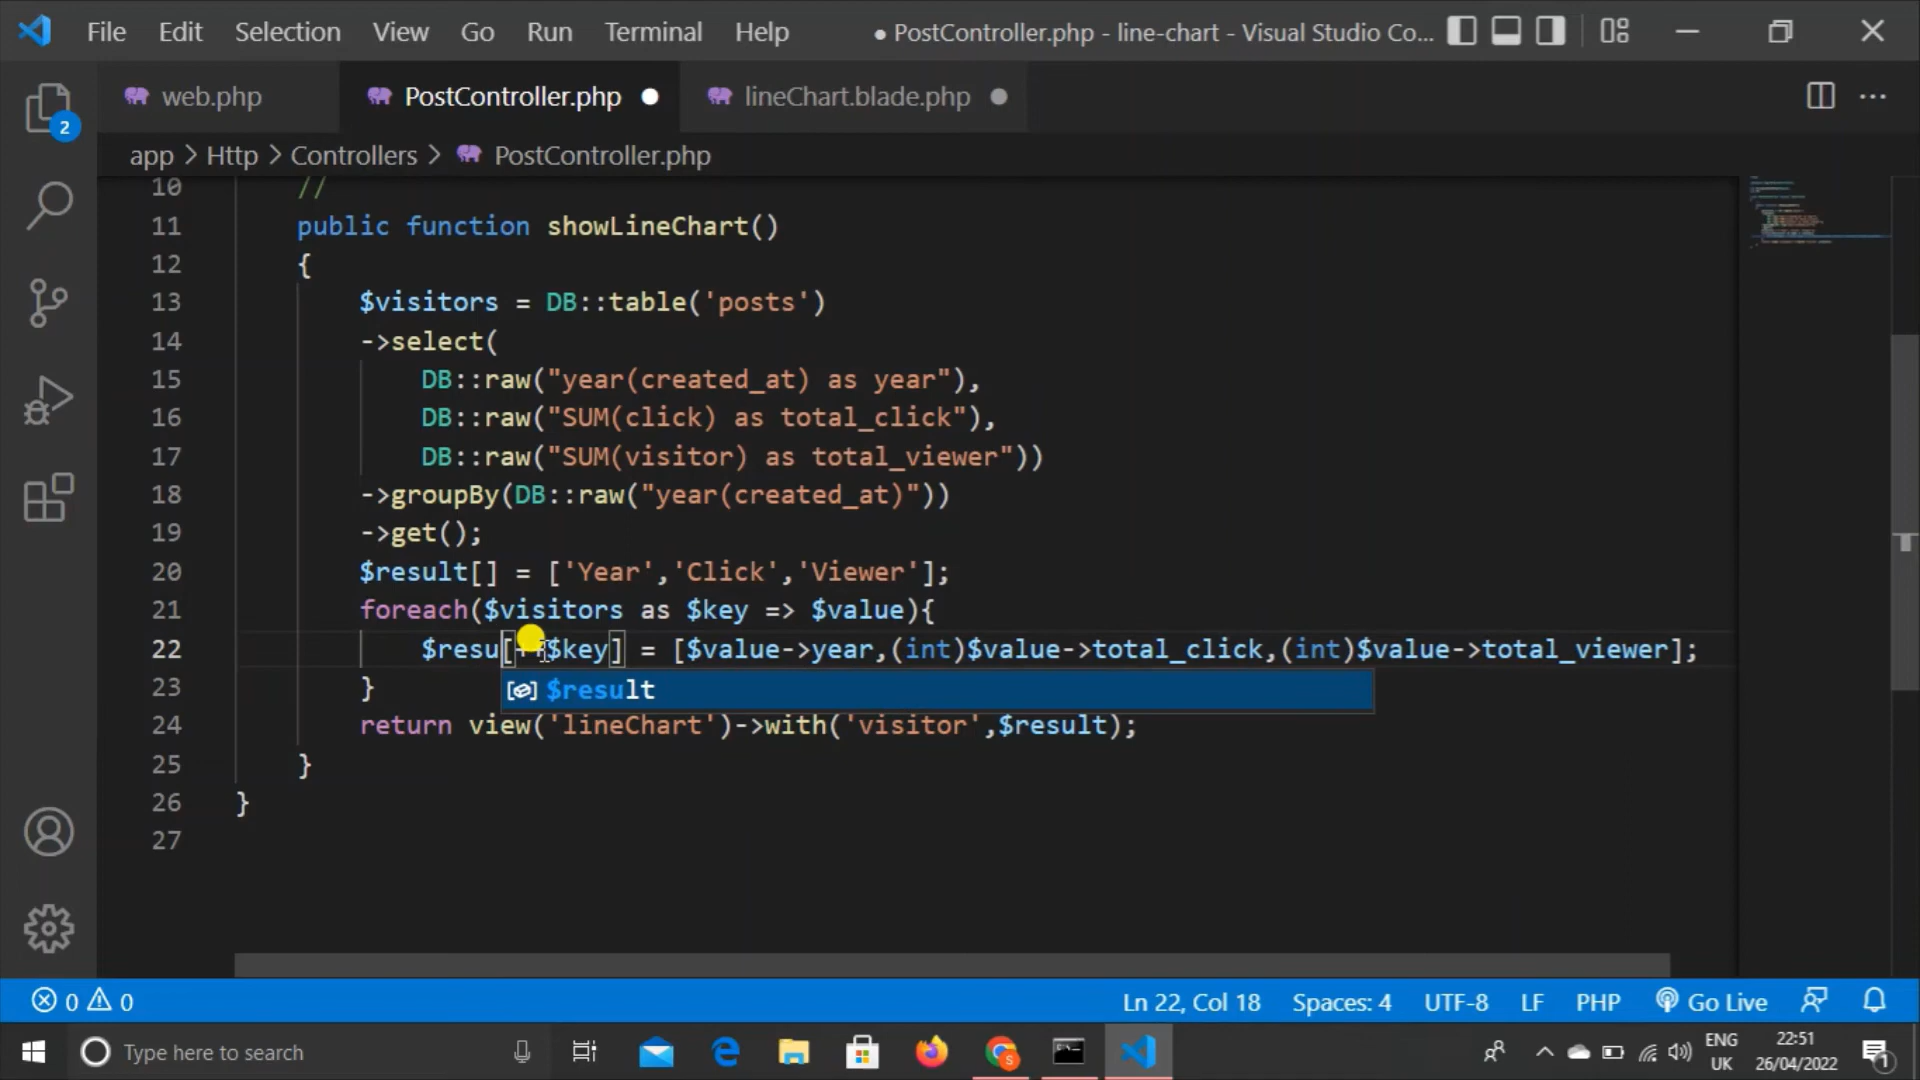 File Edit Selection View Go Run Terminal Help ● PostController.php - line-chart - Visual Studio Co...
web.php PostController.php lineChart.blade.php
2
app > Http > Controllers > PostController.php
10 //
11 public function showLineChart()
12 {
13 $visitors = DB::table('posts')
14 ->select(
15 DB::raw("year(created_at) as year"),
16 DB::raw("SUM(click) as total_click"),
17 DB::raw("SUM(visitor) as total_viewer"))
18 ->groupBy(DB::raw("year(created_at)"))
19 ->get();
20 $result[] = ['Year','Click','Viewer'];
21 foreach($visitors as $key => $value){
22 $resu[++$key] = [$value->year,(int)$value->total_click,(int)$value->total_viewer];
23 }
$result
24 return view('lineChart')->with('visitor',$result);
25 }
26 }
27
0 0 Ln 22, Col 18 Spaces: 4 UTF-8 LF PHP Go Live
Type here to search ENG 22:51
UK 26/04/2022 1